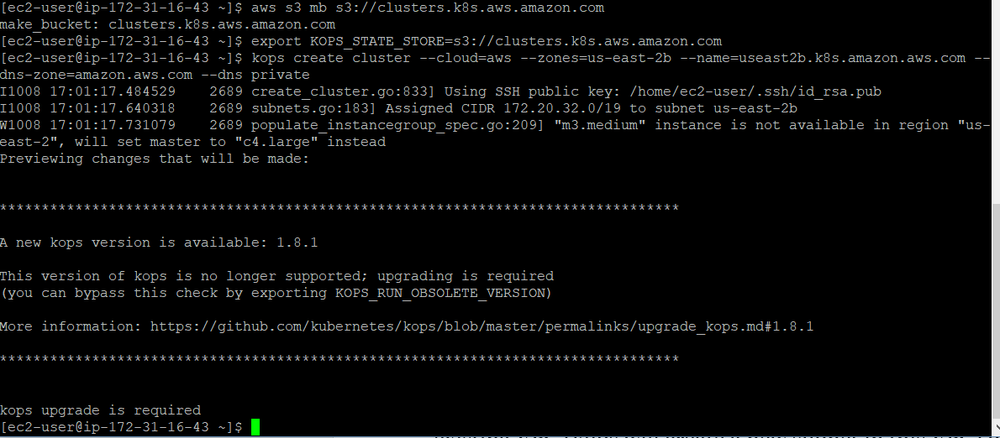 [ec2-user@ip-172-31-16-43 ~]$ aws s3 mb s3://clusters.k8s.aws.amazon.com
make_bucket: clusters.k8s.aws.amazon.com
[ec2-user@ip-172-31-16-43 ~]$ export KOPS_STATE_STORE=s3://clusters.k8s.aws.amazon.com
[ec2-user@ip-172-31-16-43 ~]$ kops create cluster --cloud=aws --zones=us-east-2b --name=useast2b.k8s.amazon.aws.com --
dns-zone=amazon.aws.com --dns private
I1008 17:01:17.484529    2689 create_cluster.go:833] Using SSH public key: /home/ec2-user/.ssh/id_rsa.pub
I1008 17:01:17.640318    2689 subnets.go:183] Assigned CIDR 172.20.32.0/19 to subnet us-east-2b
W1008 17:01:17.731079    2689 populate_instancegroup_spec.go:209] "m3.medium" instance is not available in region "us-
east-2", will set master to "c4.large" instead
Previewing changes that will be made:
*********************************************************************************
A new kops version is available: 1.8.1
This version of kops is no longer supported; upgrading is required
(you can bypass this check by exporting KOPS_RUN_OBSOLETE_VERSION)
More information: https://github.com/kubernetes/kops/blob/master/permalinks/upgrade_kops.md#1.8.1
*********************************************************************************
kops upgrade is required
[ec2-user@ip-172-31-16-43 ~]$